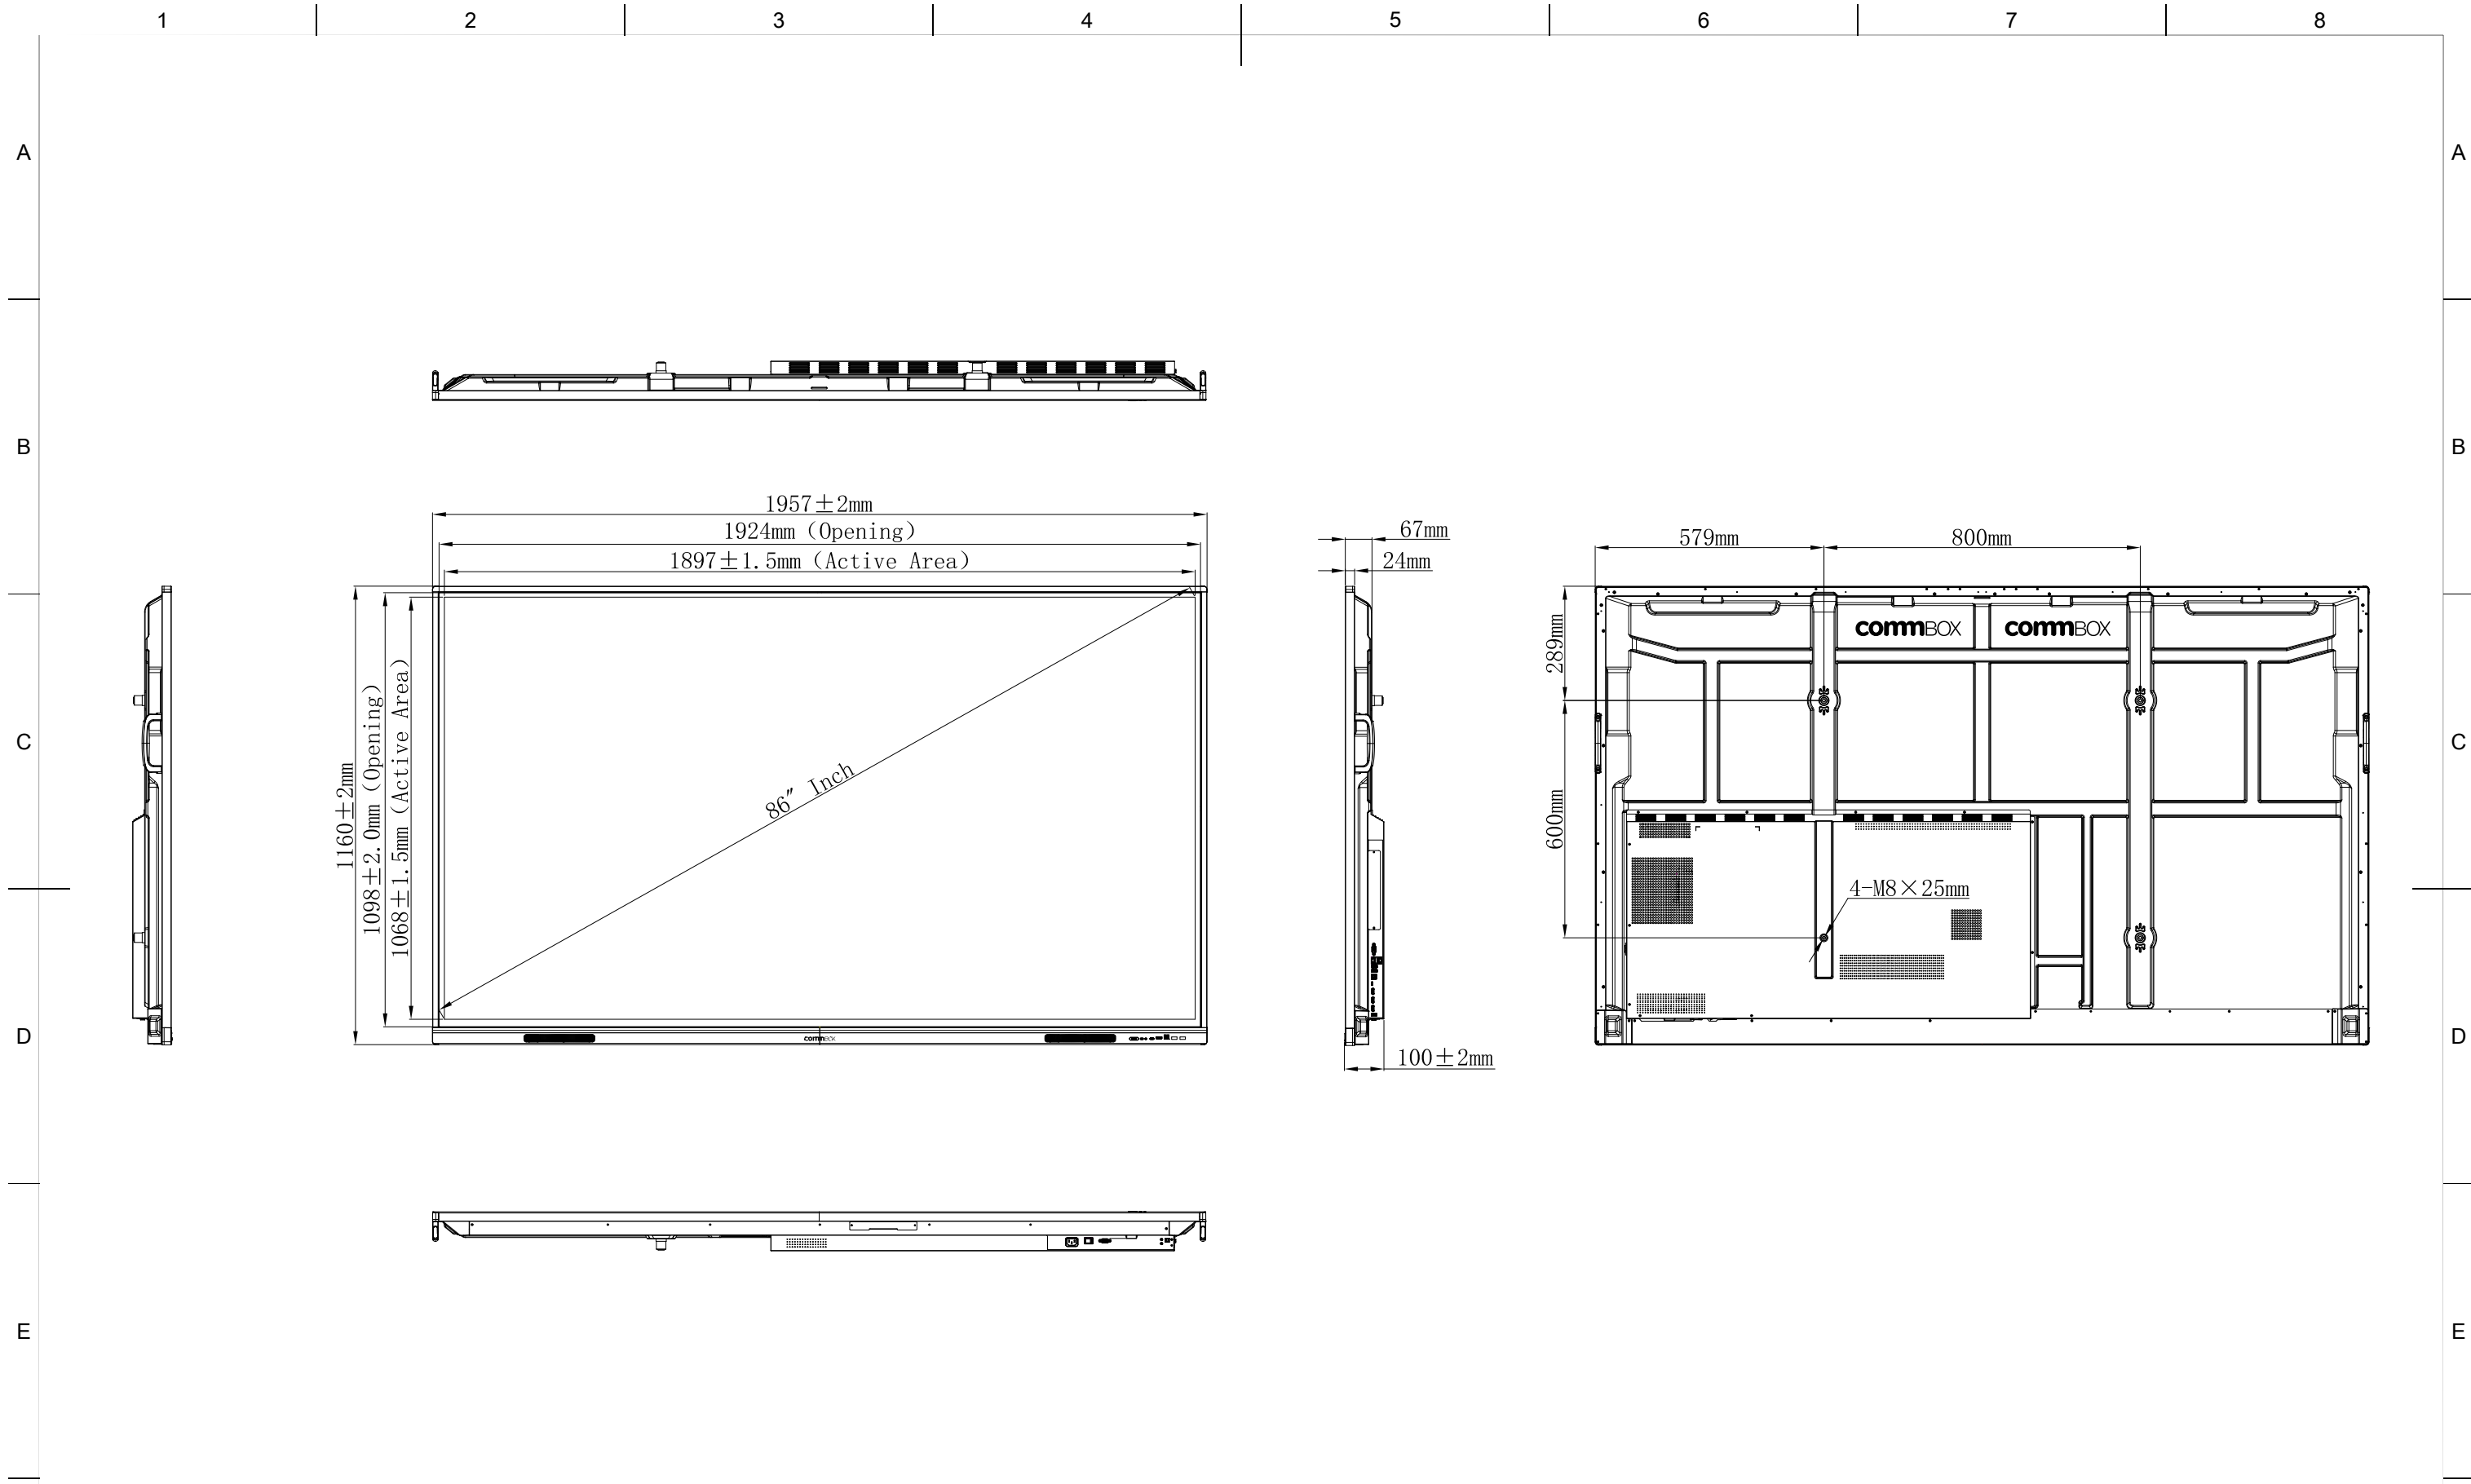 1 2 3 4 5 6 7 8
A A
B B
1957±2mm
1924mm (Opening)
1897±1.5mm (Active Area)
67mm
24mm
579mm 800mm
commBOX commBOX
289mm
C C
1160±2mm
1098±2.0mm (Opening)
1068±1.5mm (Active Area)
86" Inch
600mm
4-M8×25mm
D D
commBOX
100±2mm
E E